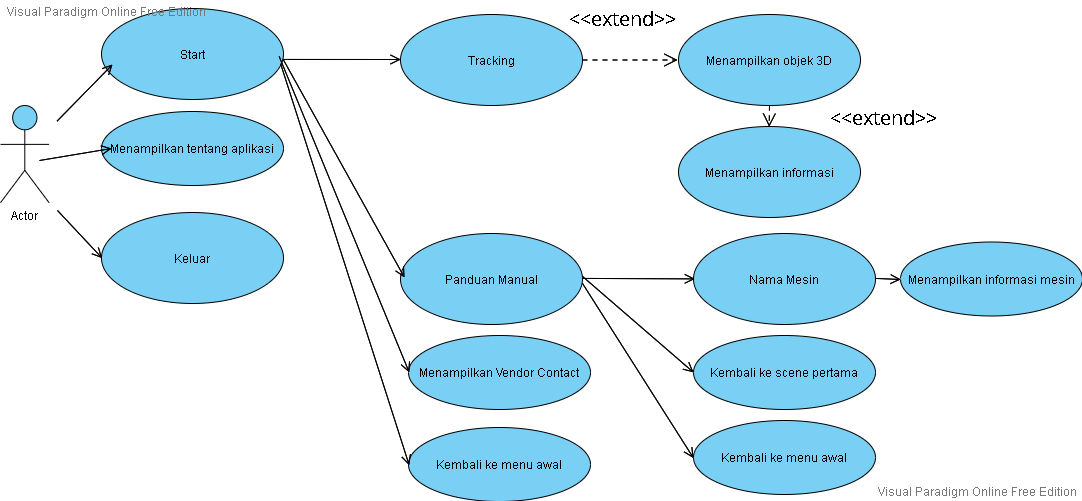 Visual Paradigm Online Free Edition
<<extend>>
Start
Tracking
Menampilkan objek 3D
<<extend>>
Menampilkan tentang aplikasi
Menampilkan informasi
Actor
Keluar
Panduan Manual
Nama Mesin
Menampilkan informasi mesin
Menampilkan Vendor Contact
Kembali ke scene pertama
Kembali ke menu awal
Kembali ke menu awal
Visual Paradigm Online Free Edition